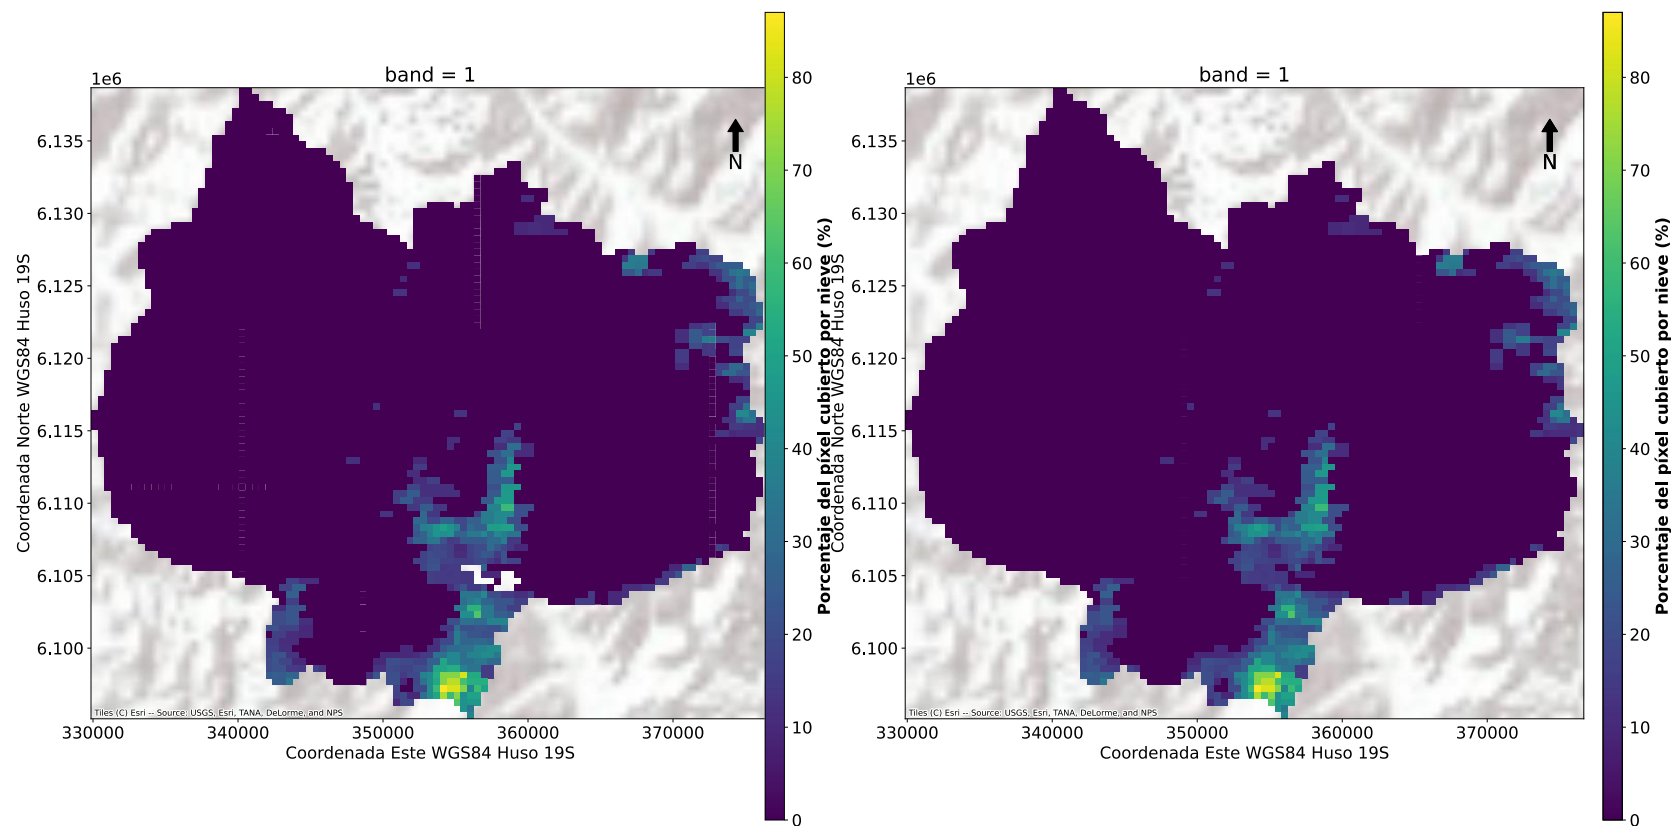 band = 1
1e6
6.135
6.130
6.125
6.120
6.115
6.110
6.105
6.100
Coordenada Norte WGS84 Huso 19S
N
Tiles (C) Esri -- Source: USGS, Esri, TANA, DeLorme, and NPS
330000 340000 350000 360000 370000
Coordenada Este WGS84 Huso 19S
80
70
60
50
40
30
20
10
0
Porcentaje del píxel cubierto por nieve (%)
band = 1
1e6
6.135
6.130
6.125
6.120
6.115
6.110
6.105
6.100
Coordenada Norte WGS84 Huso 19S
N
Tiles (C) Esri -- Source: USGS, Esri, TANA, DeLorme, and NPS
330000 340000 350000 360000 370000
Coordenada Este WGS84 Huso 19S
80
70
60
50
40
30
20
10
0
Porcentaje del píxel cubierto por nieve (%)